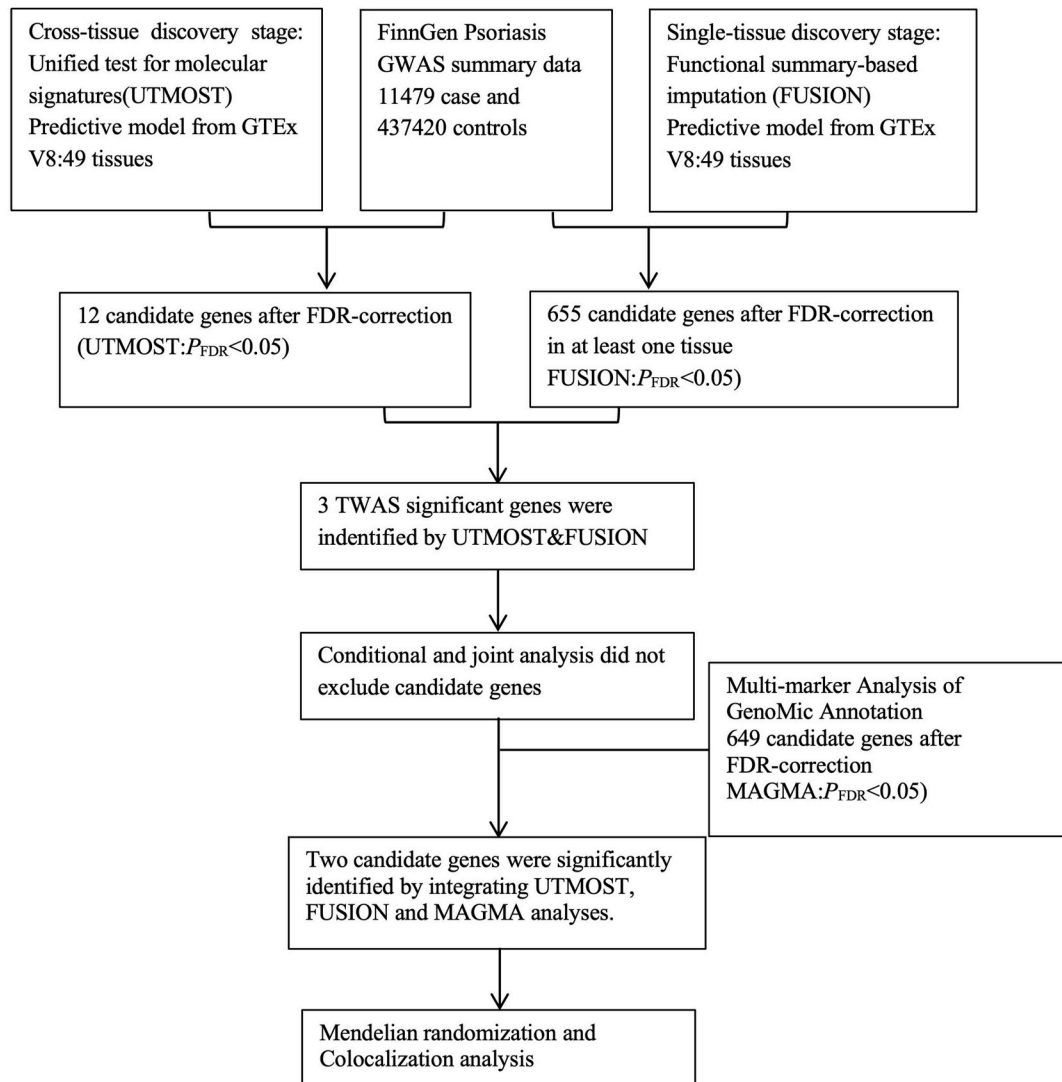 Cross-tissue discovery stage:
Unified test for molecular
signatures(UTMOST)
Predictive model from GTEx
V8:49 tissues
FinnGen Psoriasis
GWAS summary data
11479 case and
437420 controls
Single-tissue discovery stage:
Functional summary-based
imputation (FUSION)
Predictive model from GTEx
V8:49 tissues
12 candidate genes after FDR-correction
(UTMOST:PFDR<0.05)
655 candidate genes after FDR-correction
in at least one tissue
FUSION:PFDR<0.05)
3 TWAS significant genes were
indentified by UTMOST&FUSION
Conditional and joint analysis did not
exclude candidate genes
Multi-marker Analysis of
GenoMic Annotation
649 candidate genes after
FDR-correction
MAGMA:PFDR<0.05)
Two candidate genes were significantly
identified by integrating UTMOST,
FUSION and MAGMA analyses.
Mendelian randomization and
Colocalization analysis